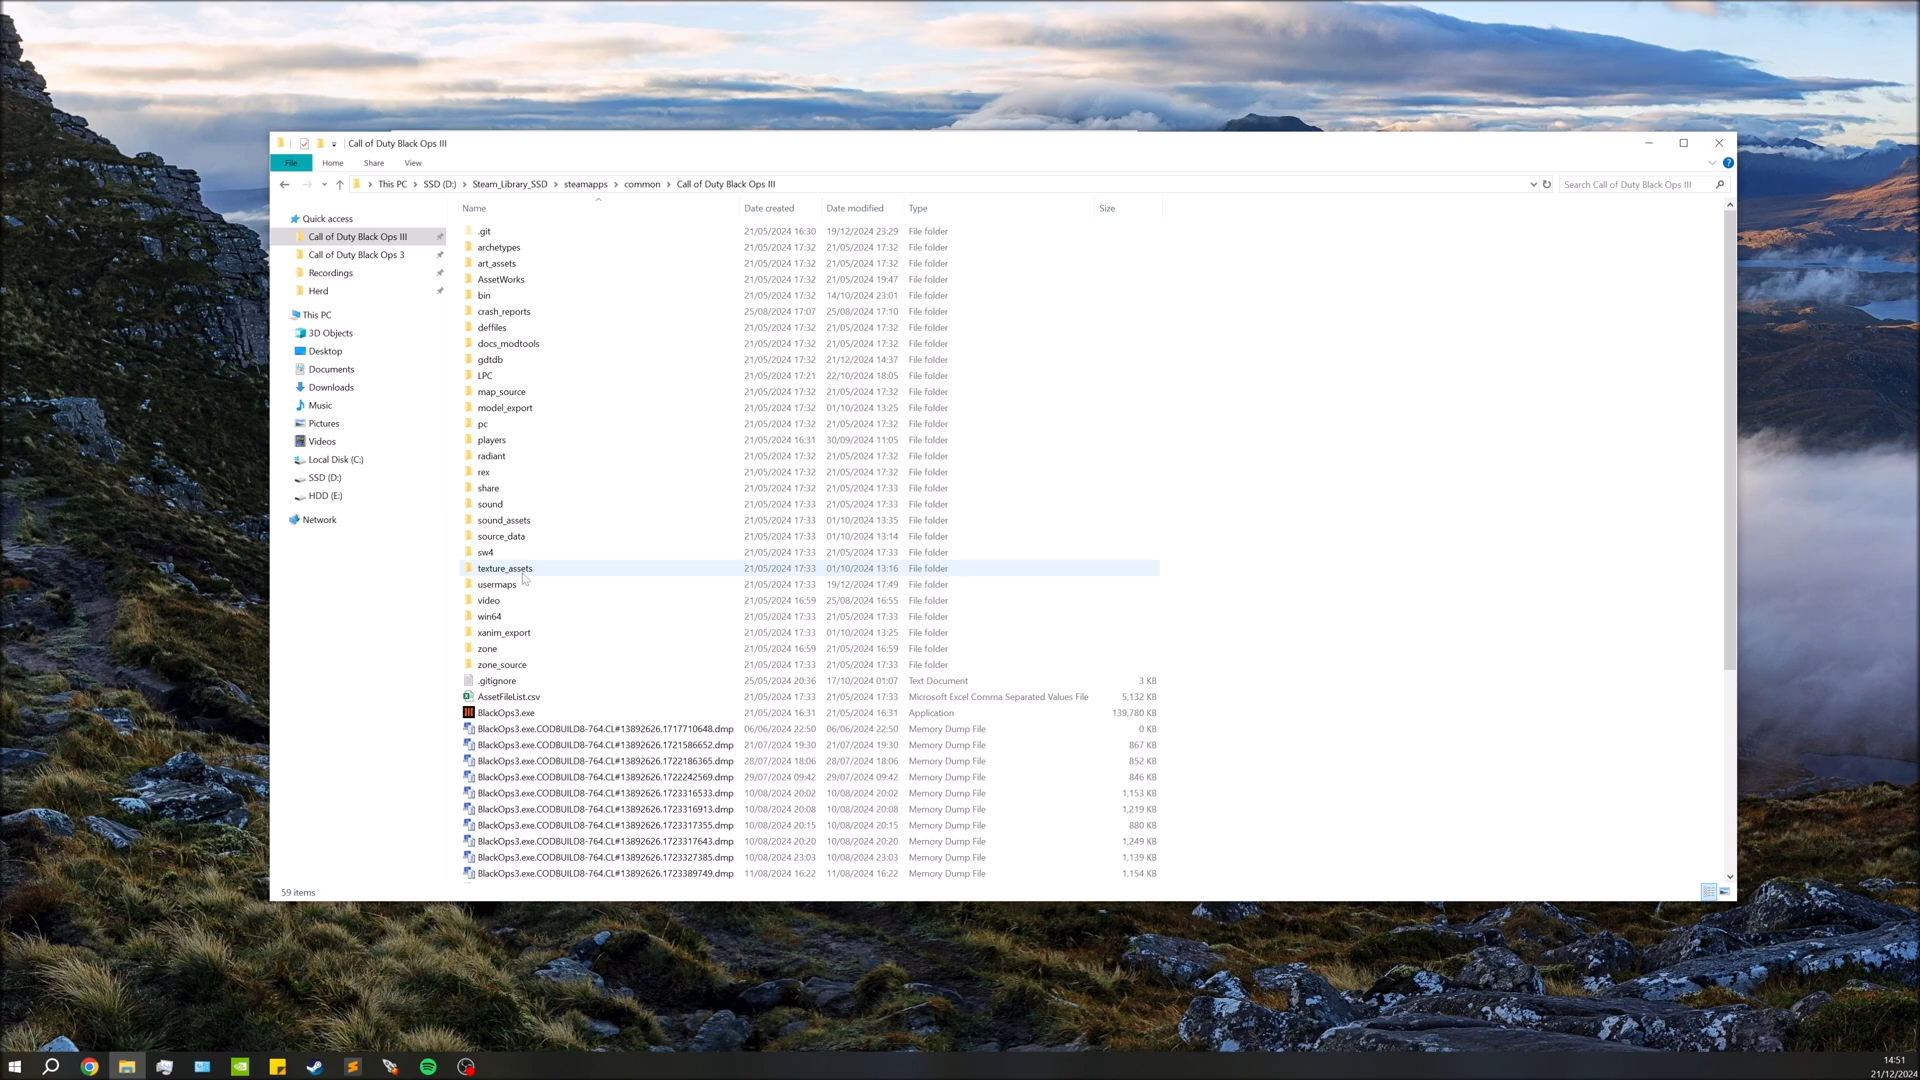 Call of Duty Black Ops III
File Home Share View
This PC SSD (D:) Steam_Library_SSD steamapps common Call of Duty Black Ops III Search Call of Duty Black Ops III
Quick access
Call of Duty Black Ops III
Call of Duty Black Ops 3
Recordings
Herd
This PC
3D Objects
Desktop
Documents
Downloads
Music
Pictures
Videos
Local Disk (C:)
SSD (D:)
HDD (E:)
Network
Name Date created Date modified Type Size
.git 21/05/2024 16:30 19/12/2024 23:29 File folder
archetypes 21/05/2024 17:32 21/05/2024 17:32 File folder
art_assets 21/05/2024 17:32 21/05/2024 17:32 File folder
AssetWorks 21/05/2024 17:32 21/05/2024 19:47 File folder
bin 21/05/2024 17:32 14/10/2024 23:01 File folder
crash_reports 25/08/2024 17:07 25/08/2024 17:10 File folder
deffiles 21/05/2024 17:32 21/05/2024 17:32 File folder
docs_modtools 21/05/2024 17:32 21/05/2024 17:32 File folder
gdtdb 21/05/2024 17:32 21/12/2024 14:37 File folder
LPC 21/05/2024 17:21 22/10/2024 18:05 File folder
map_source 21/05/2024 17:32 21/05/2024 17:32 File folder
model_export 21/05/2024 17:32 01/10/2024 13:25 File folder
pc 21/05/2024 17:32 21/05/2024 17:32 File folder
players 21/05/2024 16:31 30/09/2024 11:05 File folder
radiant 21/05/2024 17:32 21/05/2024 17:32 File folder
rex 21/05/2024 17:32 21/05/2024 17:32 File folder
share 21/05/2024 17:32 21/05/2024 17:33 File folder
sound 21/05/2024 17:33 21/05/2024 17:33 File folder
sound_assets 21/05/2024 17:33 01/10/2024 13:35 File folder
source_data 21/05/2024 17:33 01/10/2024 13:14 File folder
sw4 21/05/2024 17:33 21/05/2024 17:33 File folder
texture_assets 21/05/2024 17:33 01/10/2024 13:16 File folder
usermaps 21/05/2024 17:33 19/12/2024 17:49 File folder
video 21/05/2024 16:59 25/08/2024 16:55 File folder
win64 21/05/2024 17:33 21/05/2024 17:33 File folder
xanim_export 21/05/2024 17:33 01/10/2024 13:25 File folder
zone 21/05/2024 16:59 21/05/2024 16:59 File folder
zone_source 21/05/2024 17:33 21/05/2024 17:33 File folder
.gitignore 25/05/2024 20:36 17/10/2024 01:07 Text Document 3 KB
AssetFileList.csv 21/05/2024 17:33 21/05/2024 17:33 Microsoft Excel Comma Separated Values File 5,132 KB
BlackOps3.exe 21/05/2024 16:31 21/05/2024 16:31 Application 139,780 KB
BlackOps3.exe.CODBUILD8-764.CL#13892626.1717710648.dmp 06/06/2024 22:50 06/06/2024 22:50 Memory Dump File 0 KB
BlackOps3.exe.CODBUILD8-764.CL#13892626.1721586652.dmp 21/07/2024 19:30 21/07/2024 19:30 Memory Dump File 867 KB
BlackOps3.exe.CODBUILD8-764.CL#13892626.1722186365.dmp 28/07/2024 18:06 28/07/2024 18:06 Memory Dump File 852 KB
BlackOps3.exe.CODBUILD8-764.CL#13892626.1722242569.dmp 29/07/2024 09:42 29/07/2024 09:42 Memory Dump File 846 KB
BlackOps3.exe.CODBUILD8-764.CL#13892626.1723316533.dmp 10/08/2024 20:02 10/08/2024 20:02 Memory Dump File 1,153 KB
BlackOps3.exe.CODBUILD8-764.CL#13892626.1723316913.dmp 10/08/2024 20:08 10/08/2024 20:08 Memory Dump File 1,219 KB
BlackOps3.exe.CODBUILD8-764.CL#13892626.1723317355.dmp 10/08/2024 20:15 10/08/2024 20:15 Memory Dump File 880 KB
BlackOps3.exe.CODBUILD8-764.CL#13892626.1723317643.dmp 10/08/2024 20:20 10/08/2024 20:20 Memory Dump File 1,249 KB
BlackOps3.exe.CODBUILD8-764.CL#13892626.1723327385.dmp 10/08/2024 23:03 10/08/2024 23:03 Memory Dump File 1,139 KB
BlackOps3.exe.CODBUILD8-764.CL#13892626.1723389749.dmp 11/08/2024 16:22 11/08/2024 16:22 Memory Dump File 1,154 KB
59 items
14:51
21/12/2024